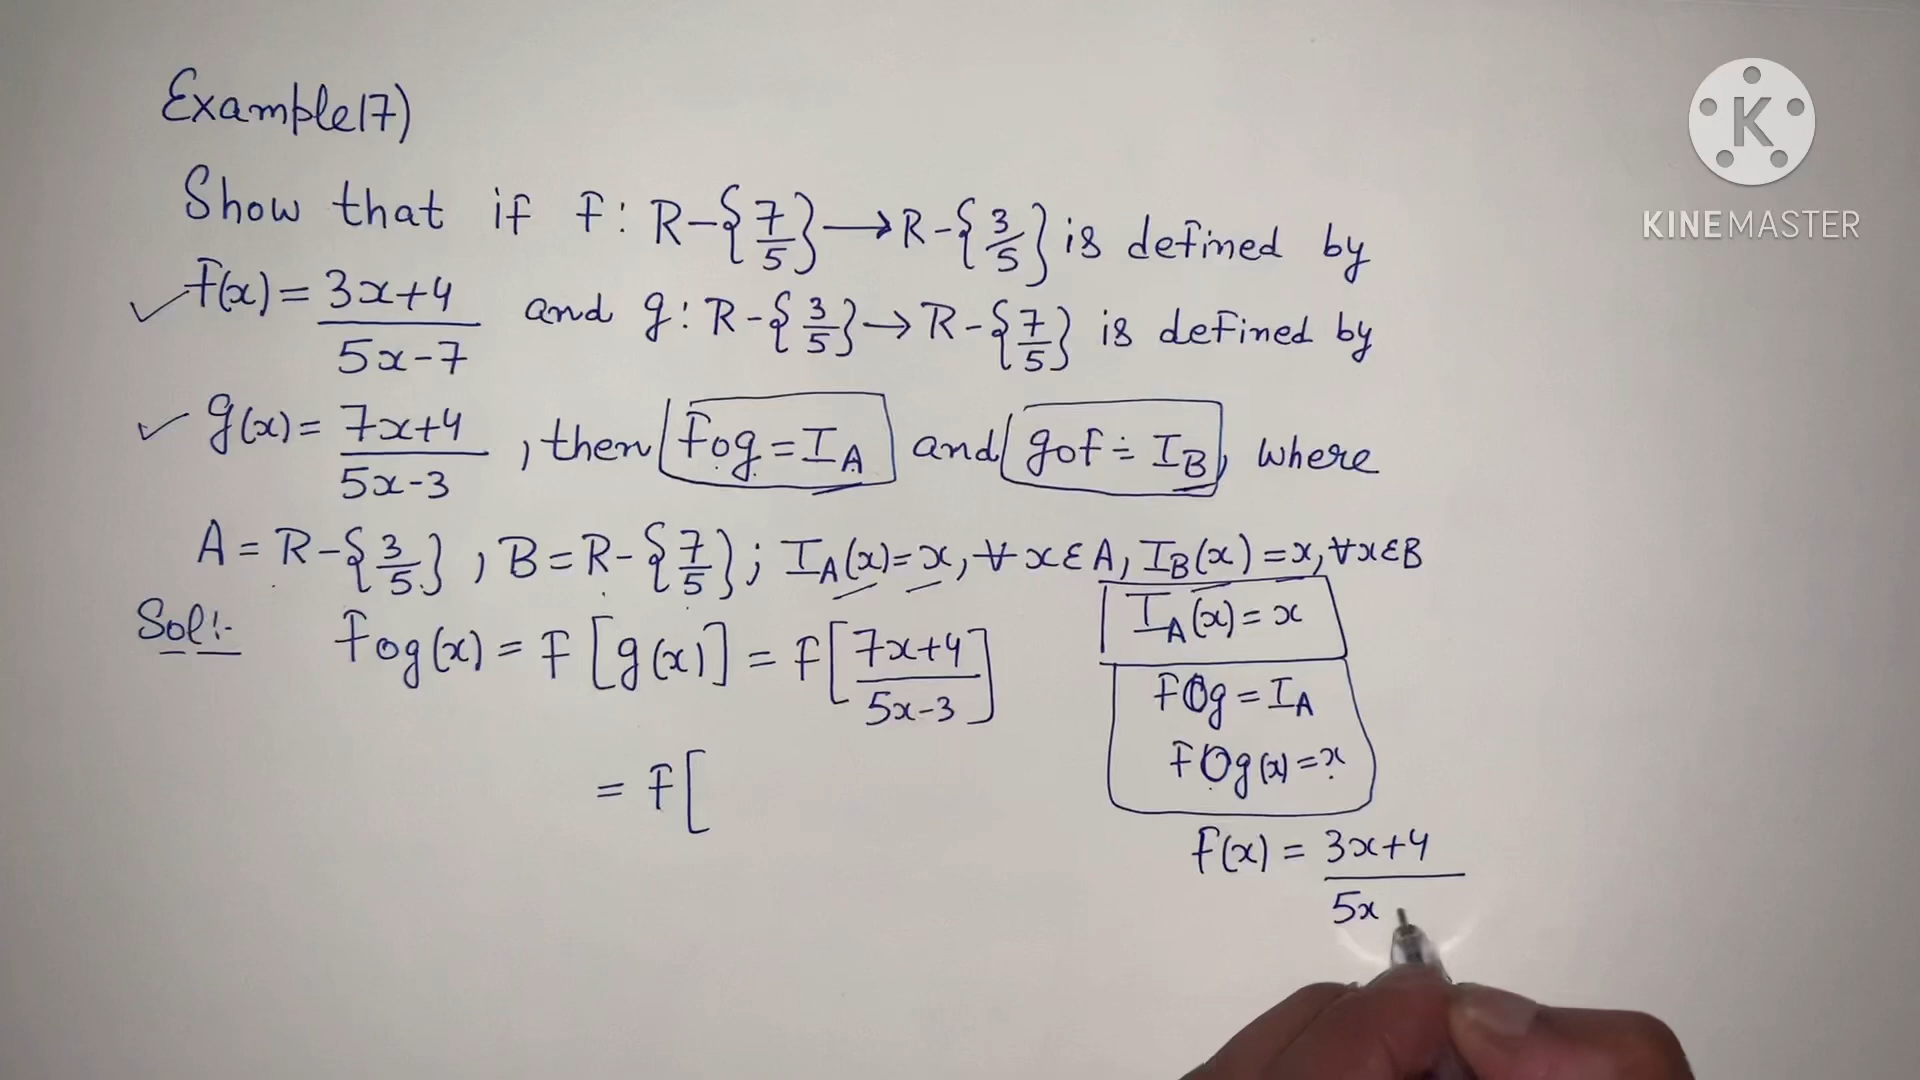 Example 17)
Show that if f: R-{7/5}→R-{3/5} is defined by
✓ f(x) = 3x+4/5x-7 and g: R-{3/5}→R-{7/5} is defined by
✓ g(x) = 7x+4/5x-3, then fog = I_A and gof = I_B, where
A = R-{3/5}, B = R-{7/5}; I_A(x) = x, ∀ x ∈ A, I_B(x) = x, ∀ x ∈ B
Sol:- fog(x) = f[g(x)] = f[7x+4/5x-3]
= f[
I_A(x) = x
fog = I_A
fog(x) = x
f(x) = 3x+4/5x
K
KINEMASTER